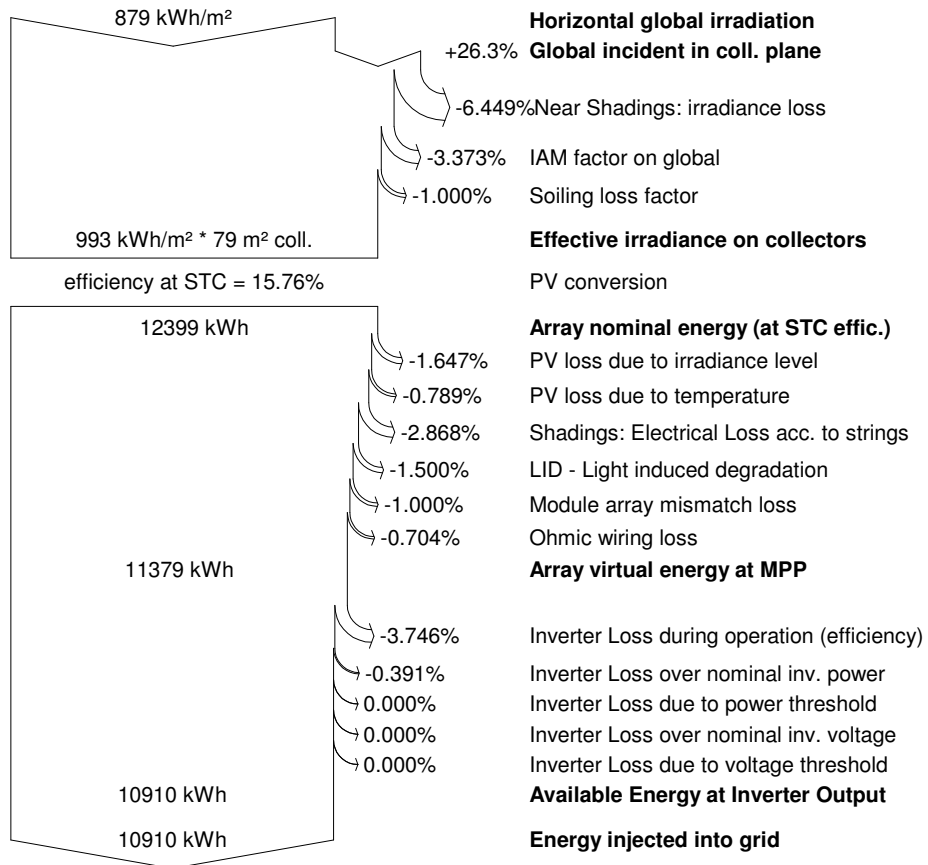 879 kWh/m² Horizontal global irradiation
+26.3% Global incident in coll. plane
-6.449% Near Shadings: irradiance loss
-3.373% IAM factor on global
-1.000% Soiling loss factor
993 kWh/m² * 79 m² coll. Effective irradiance on collectors
efficiency at STC = 15.76% PV conversion
12399 kWh Array nominal energy (at STC effic.)
-1.647% PV loss due to irradiance level
-0.789% PV loss due to temperature
-2.868% Shadings: Electrical Loss acc. to strings
-1.500% LID - Light induced degradation
-1.000% Module array mismatch loss
-0.704% Ohmic wiring loss
11379 kWh Array virtual energy at MPP
-3.746% Inverter Loss during operation (efficiency)
-0.391% Inverter Loss over nominal inv. power
0.000% Inverter Loss due to power threshold
0.000% Inverter Loss over nominal inv. voltage
0.000% Inverter Loss due to voltage threshold
10910 kWh Available Energy at Inverter Output
10910 kWh Energy injected into grid